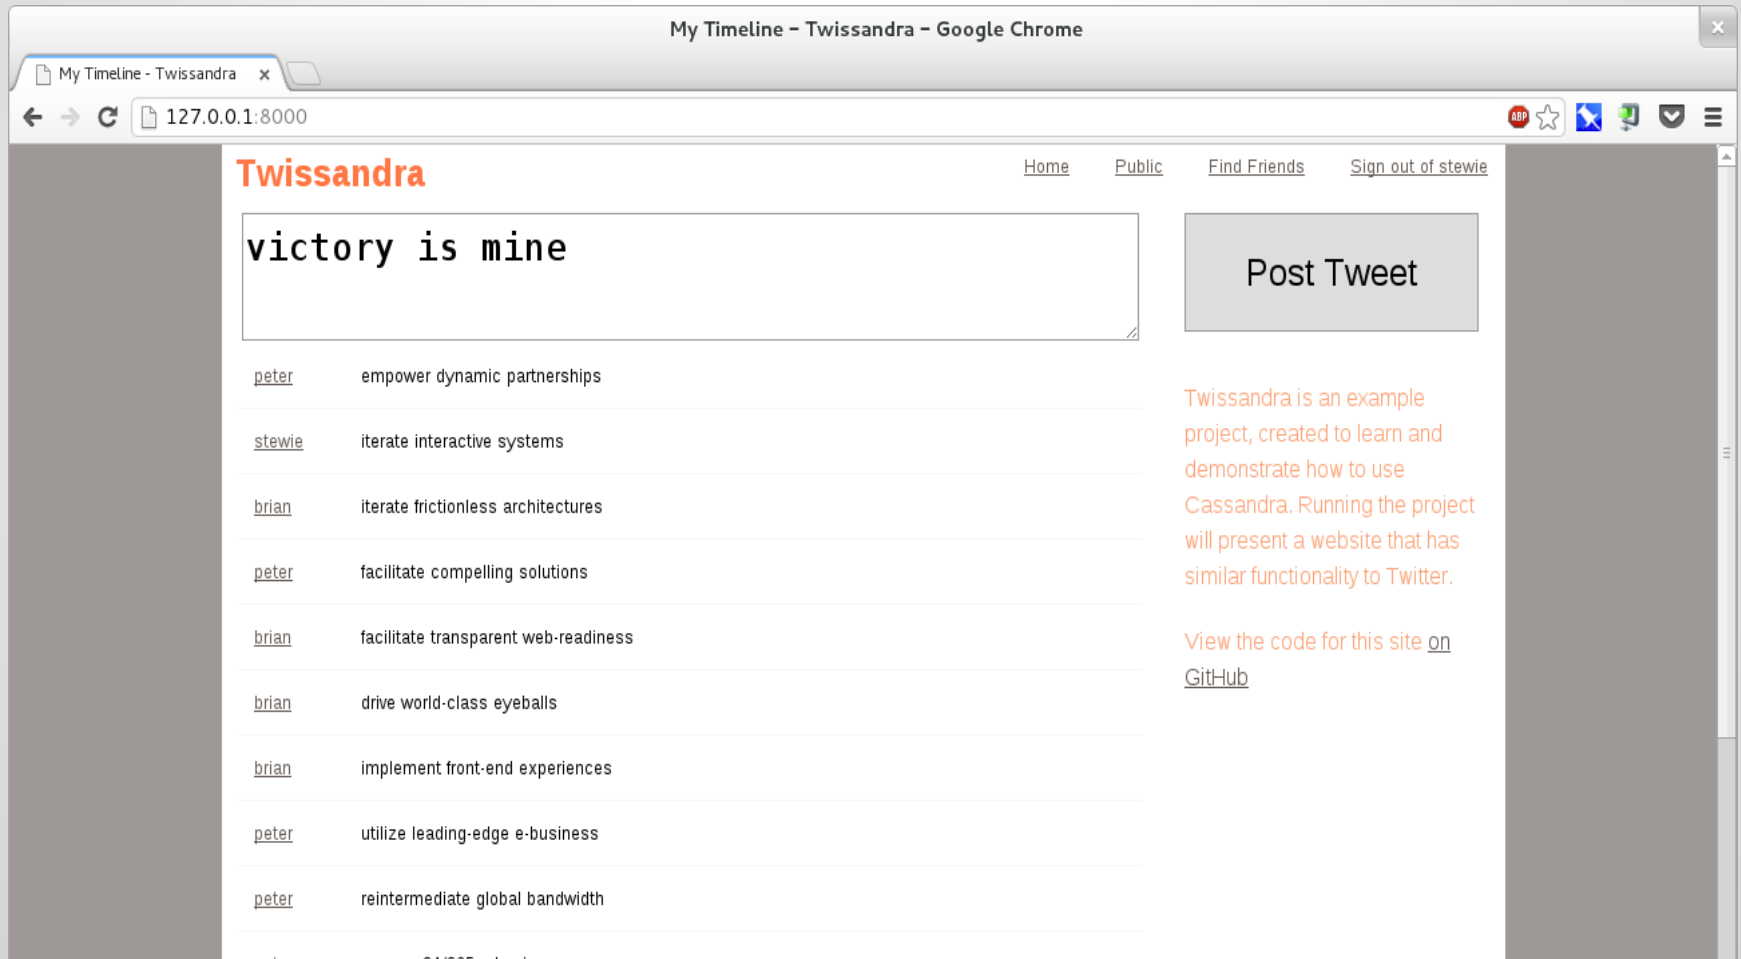 My Timeline - Twissandra - Google Chrome
My Timeline - Twissandra
127.0.0.1:8000
ABP
Twissandra
Home Public Find Friends Sign out of stewie
victory is mine
Post Tweet
peter empower dynamic partnerships
stewie iterate interactive systems
brian iterate frictionless architectures
peter facilitate compelling solutions
brian facilitate transparent web-readiness
brian drive world-class eyeballs
brian implement front-end experiences
peter utilize leading-edge e-business
peter reintermediate global bandwidth
Twissandra is an example
project, created to learn and
demonstrate how to use
Cassandra. Running the project
will present a website that has
similar functionality to Twitter.
View the code for this site on
GitHub